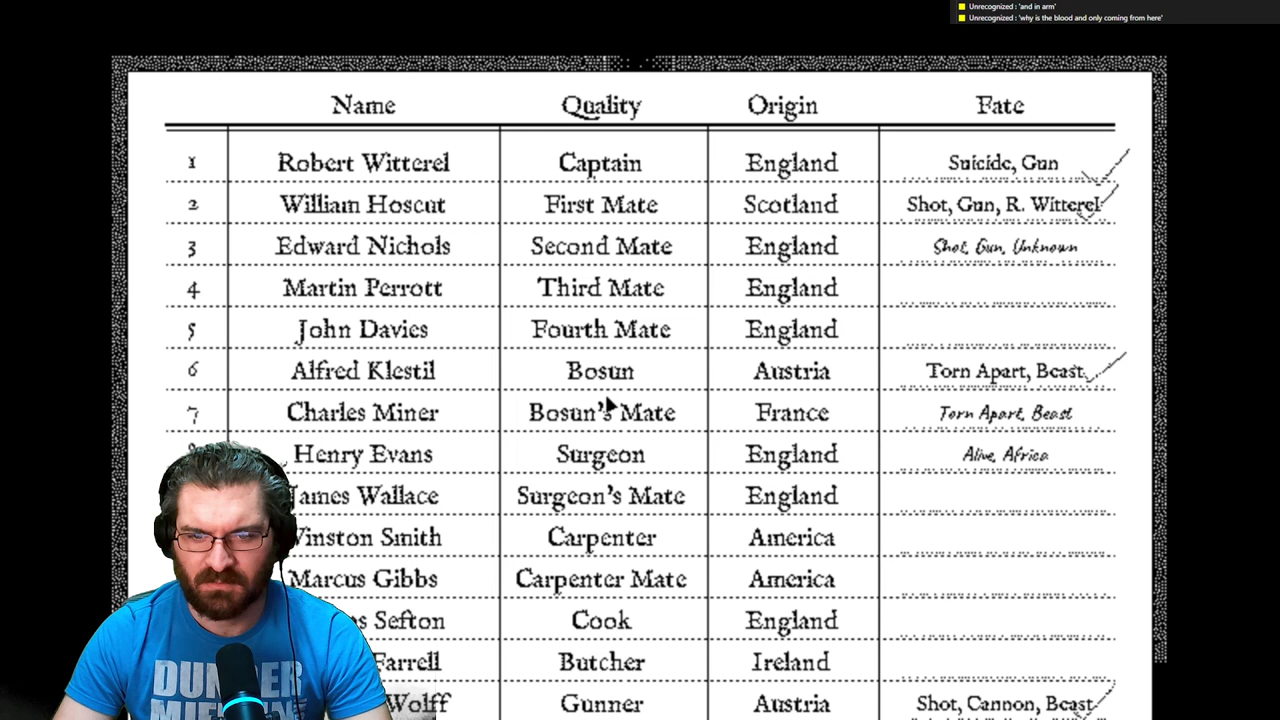 Unrecognized : 'and in arm'
Unrecognized : 'why is the blood and only coming from here'
Name Quality Origin Fate
1 Robert Witterel Captain England Suicide, Gun
2 William Hoscut First Mate Scotland Shot, Gun, R. Witterel
3 Edward Nichols Second Mate England Shot, Gun, Unknown
4 Martin Perrott Third Mate England
5 John Davies Fourth Mate England
6 Alfred Klestil Bosun Austria Torn Apart, Beast
7 Charles Miner Bosun's Mate France Torn Apart, Beast
Henry Evans Surgeon England Alive, Africa
James Wallace Surgeon's Mate England
Winston Smith Carpenter America
Marcus Gibbs Carpenter Mate America
Sefton Cook England
Farrell Butcher Ireland
Wolff Gunner Austria Shot, Cannon, Beast